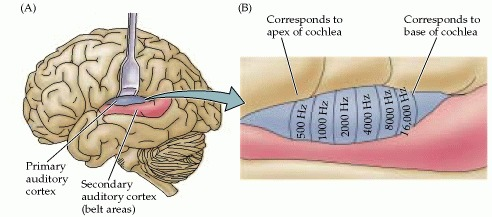 (A)
Primary
auditory
cortex
Secondary
auditory cortex
(belt areas)
(B)
Corresponds to
apex of cochlea
Corresponds to
base of cochlea
500 Hz
1000 Hz
2000 Hz
4000 Hz
8000 Hz
16,000 Hz